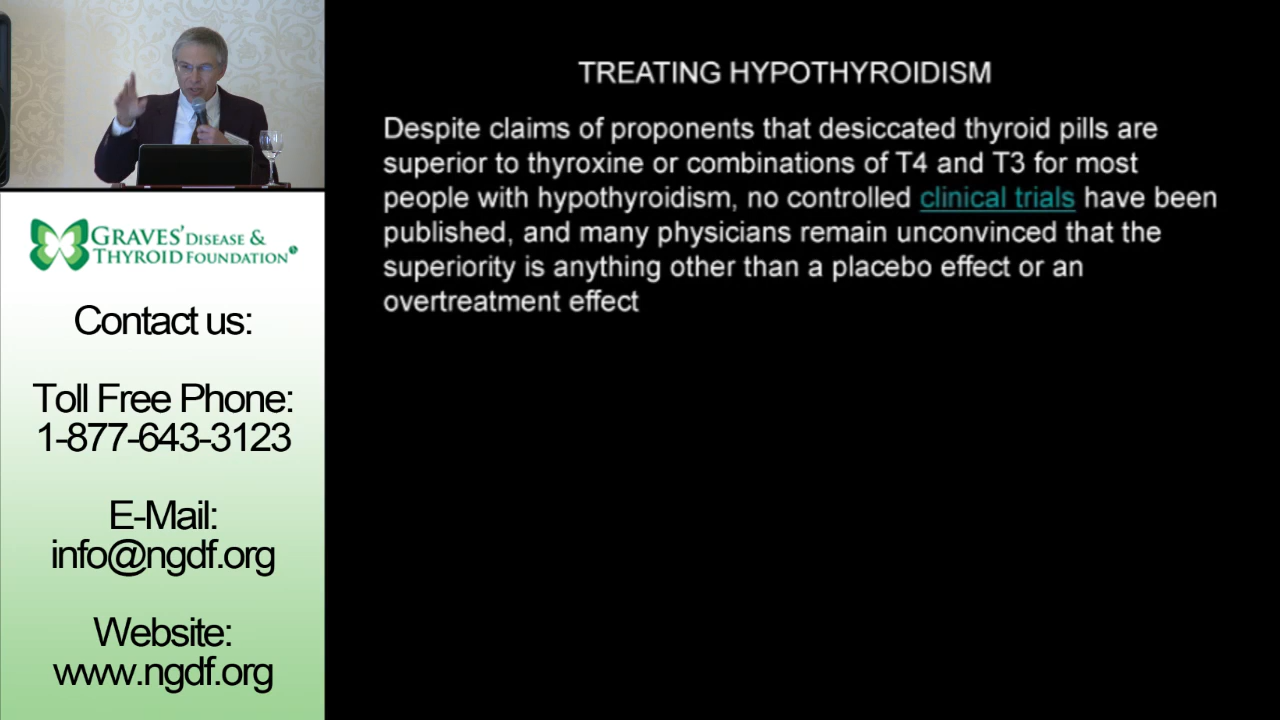 TREATING HYPOTHYROIDISM
Despite claims of proponents that desiccated thyroid pills are
superior to thyroxine or combinations of T4 and T3 for most
people with hypothyroidism, no controlled clinical trials have been
published, and many physicians remain unconvinced that the
superiority is anything other than a placebo effect or an
overtreatment effect
GRAVES' DISEASE &
THYROID FOUNDATION
Contact us:
Toll Free Phone:
1-877-643-3123
E-Mail:
info@ngdf.org
Website:
www.ngdf.org